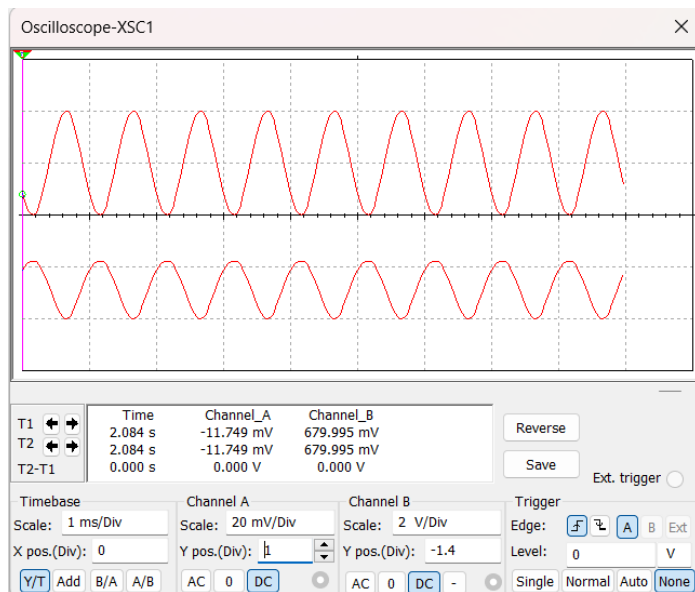 Oscilloscope-XSC1
Time Channel_A Channel_B
T1 2.084 s -11.749 mV 679.995 mV
T2 2.084 s -11.749 mV 679.995 mV
T2-T1 0.000 s 0.000 V 0.000 V
Reverse
Save
Ext. trigger
Timebase
Scale: 1 ms/Div
X pos.(Div): 0
Y/T Add B/A A/B
Channel A
Scale: 20 mV/Div
Y pos.(Div): 1
AC 0 DC
Channel B
Scale: 2 V/Div
Y pos.(Div): -1.4
AC 0 DC -
Trigger
Edge: A B Ext
Level: 0 V
Single Normal Auto None